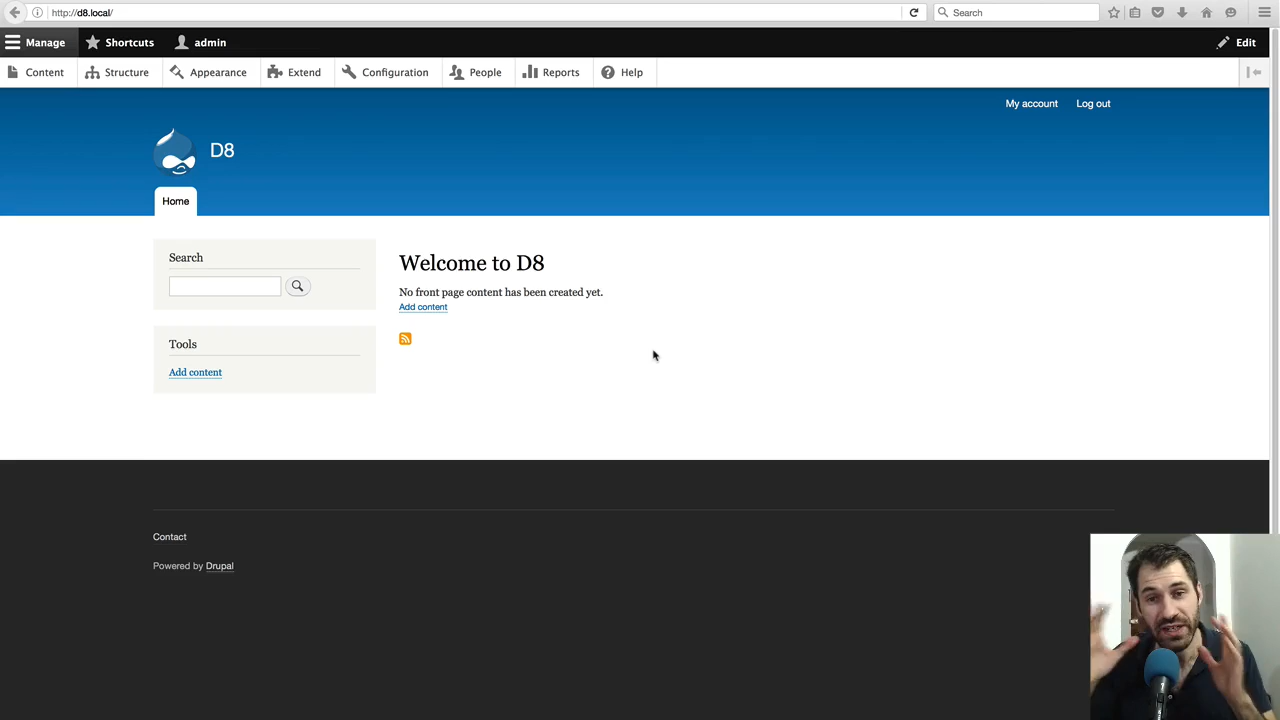 http://d8.local/
Search
Manage Shortcuts admin Edit
Content Structure Appearance Extend Configuration People Reports Help
My account Log out
D8
Home
Search
Tools
Add content
Welcome to D8
No front page content has been created yet.
Add content
Contact
Powered by Drupal